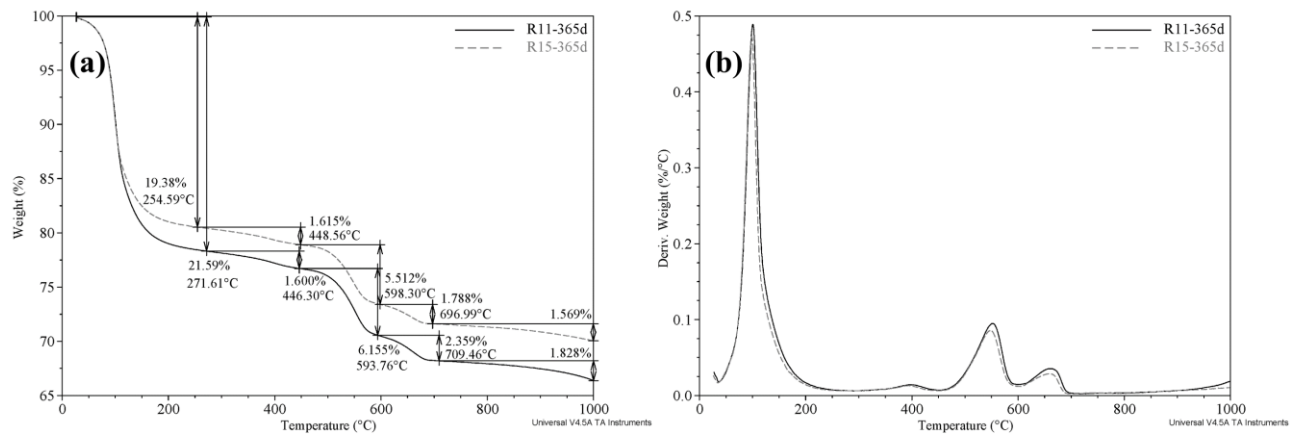 (a)
R11-365d
R15-365d
100
95
90
85
80
75
70
65
Weight (%)
19.38%
254.59°C
21.59%
271.61°C
1.615%
448.56°C
1.600%
446.30°C
5.512%
598.30°C
6.155%
593.76°C
1.788%
696.99°C
2.359%
709.46°C
1.569%
1.828%
0
200
400
600
800
1000
Temperature (°C)
Universal V4.5A TA Instruments
(b)
R11-365d
R15-365d
0.5
0.4
0.3
0.2
0.1
0.0
Deriv. Weight (%/°C)
0
200
400
600
800
1000
Temperature (°C)
Universal V4.5A TA Instruments